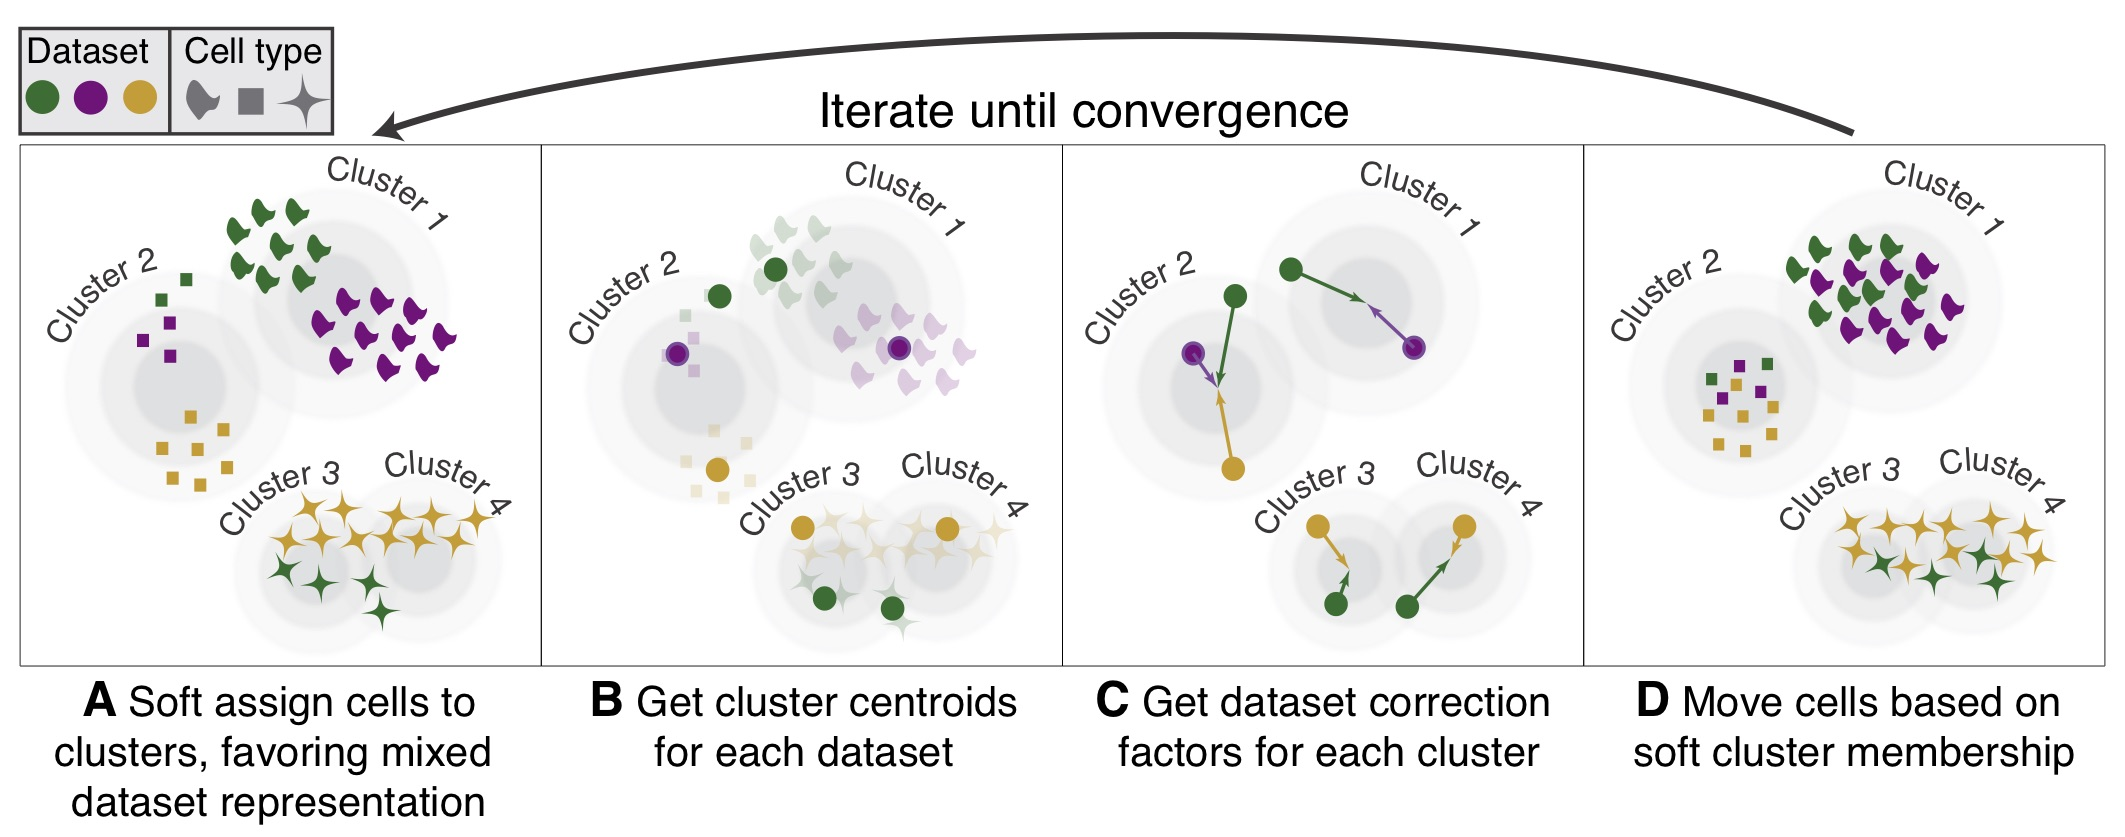 Dataset
Cell type
Iterate until convergence
Cluster 1
Cluster 2
Cluster 3
Cluster 4
Cluster 1
Cluster 2
Cluster 3
Cluster 4
Cluster 1
Cluster 2
Cluster 3
Cluster 4
Cluster 1
Cluster 2
Cluster 3
Cluster 4
A Soft assign cells to
clusters, favoring mixed
dataset representation
B Get cluster centroids
for each dataset
C Get dataset correction
factors for each cluster
D Move cells based on
soft cluster membership